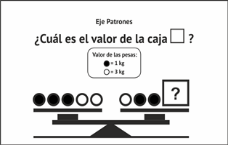 Eje Patrones
¿Cuál es el valor de la caja ?
Valor de las pesas:
= 1 kg
= 3 kg
?